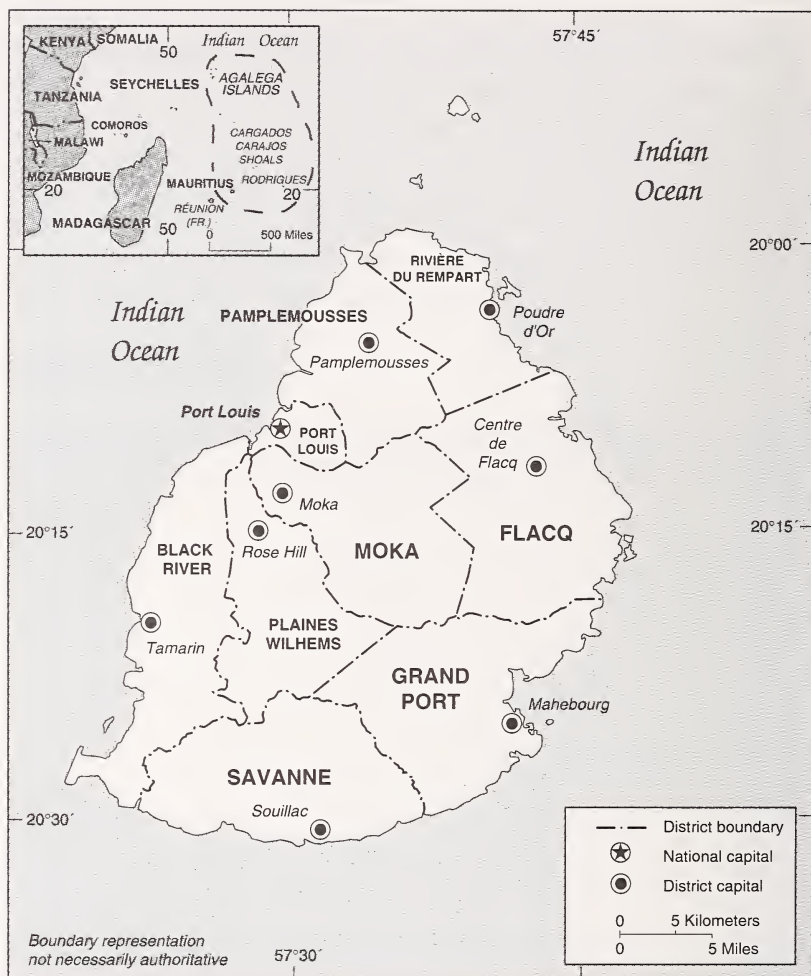 57°45´
KENYA
SOMALIA
50
Indian Ocean
SEYCHELLES
AGALEGA
ISLANDS
TANZANIA
COMOROS
MALAWI
CARGADOS
CARAJOS
SHOALS
MOZAMBIQUE
20
MAURITIUS
RODRIGUES
20
MADAGASCAR
RÉUNION
(FR.)
50
0
500 Miles
Indian
Ocean
20°00´
RIVIÈRE
DU REMPART
Indian
Ocean
PAMPLEMOUSSES
Poudre
d'Or
Pamplemousses
Port Louis
PORT
LOUIS
Centre
de
Flacq
Moka
20°15´
20°15´
Rose Hill
BLACK
RIVER
MOKA
FLACQ
PLAINES
WILHEMS
Tamarin
GRAND
PORT
Mahebourg
SAVANNE
Souillac
20°30´
District boundary
National capital
District capital
0 5 Kilometers
0 5 Miles
Boundary representation
not necessarily authoritative
57°30´